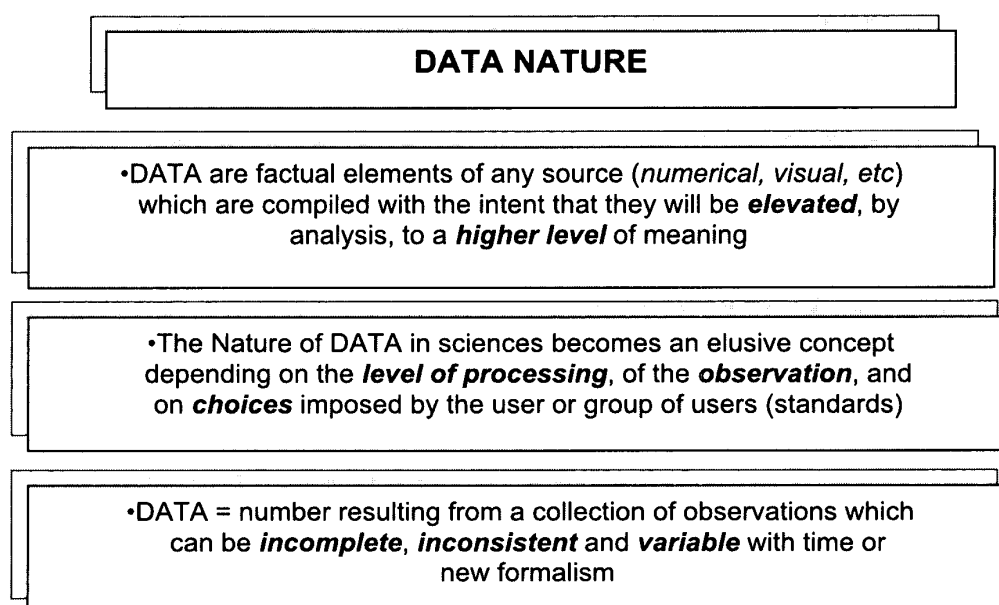 DATA NATURE
•DATA are factual elements of any source (numerical, visual, etc)
which are compiled with the intent that they will be elevated, by
analysis, to a higher level of meaning
•The Nature of DATA in sciences becomes an elusive concept
depending on the level of processing, of the observation, and
on choices imposed by the user or group of users (standards)
•DATA = number resulting from a collection of observations which
can be incomplete, inconsistent and variable with time or
new formalism